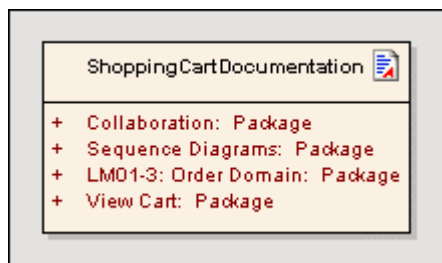 ShoppingCartDocumentation
+ Collaboration: Package
+ Sequence Diagrams: Package
+ LM01-3: Order Domain: Package
+ View Cart: Package